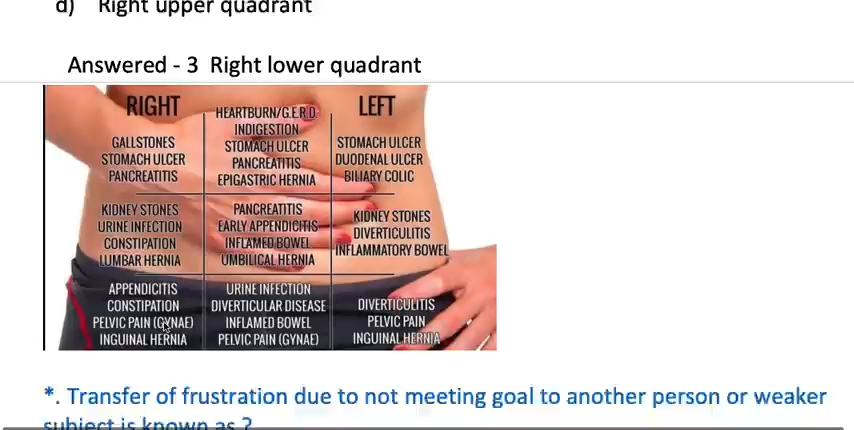 d) Right upper quadrant
Answered - 3 Right lower quadrant
RIGHT
GALLSTONES
STOMACH ULCER
PANCREATITIS
HEARTBURN/G.E.R.D.
INDIGESTION
STOMACH ULCER
PANCREATITIS
EPIGASTRIC HERNIA
LEFT
STOMACH ULCER
DUODENAL ULCER
BILIARY COLIC
KIDNEY STONES
URINE INFECTION
CONSTIPATION
LUMBAR HERNIA
PANCREATITIS
EARLY APPENDICITIS
INFLAMED BOWEL
UMBILICAL HERNIA
KIDNEY STONES
DIVERTICULITIS
INFLAMMATORY BOWEL
APPENDICITIS
CONSTIPATION
PELVIC PAIN (GYNAE)
INGUINAL HERNIA
URINE INFECTION
DIVERTICULAR DISEASE
INFLAMED BOWEL
PELVIC PAIN (GYNAE)
DIVERTICULITIS
PELVIC PAIN
INGUINAL HERNIA
*. Transfer of frustration due to not meeting goal to another person or weaker
subject is known as ?